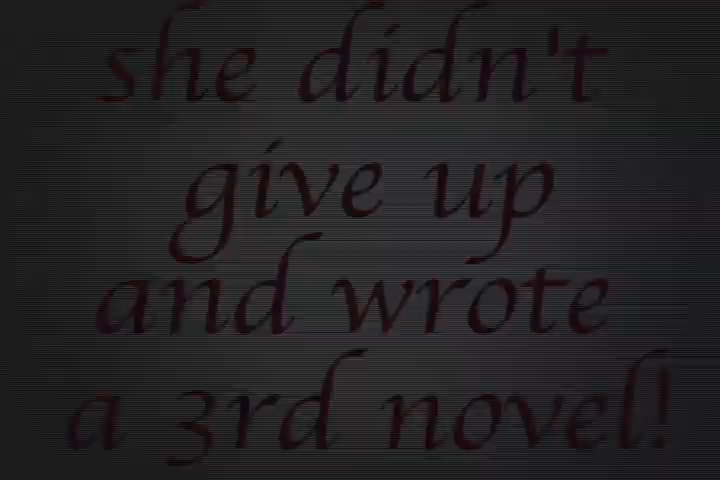 she didn't
give up
and wrote
a 3rd novel!